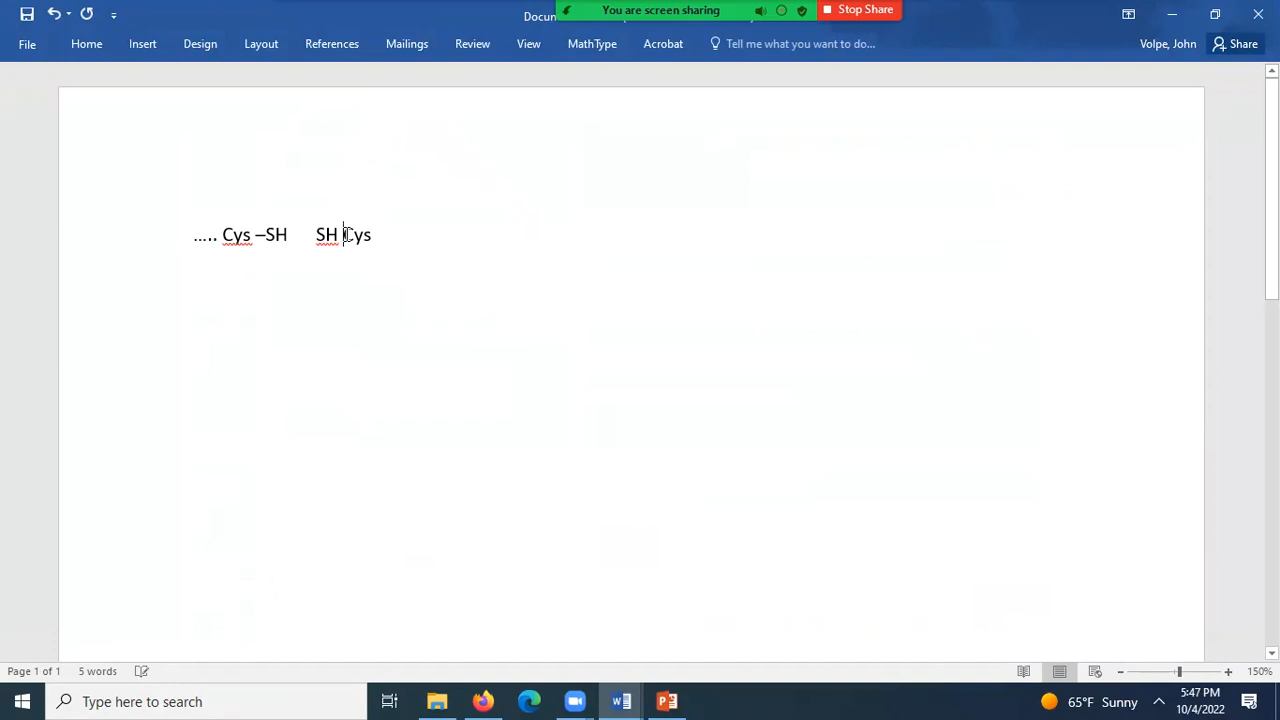 Docum
You are screen sharing
Stop Share
File
Home
Insert
Design
Layout
References
Mailings
Review
View
MathType
Acrobat
Tell me what you want to do...
Volpe, John
Share
..... Cys –SH SH Cys
Page 1 of 1
5 words
150%
Type here to search
65°F Sunny
5:47 PM
10/4/2022